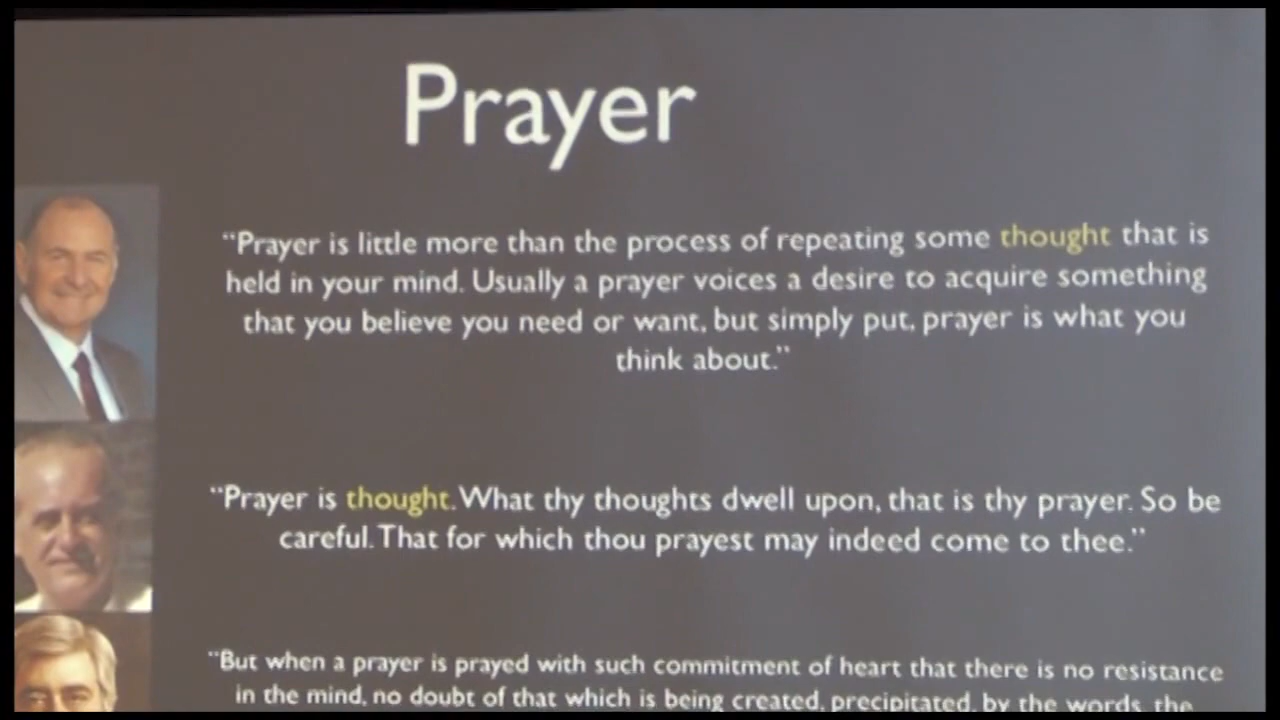 Prayer
"Prayer is little more than the process of repeating some thought that is
held in your mind. Usually a prayer voices a desire to acquire something
that you believe you need or want, but simply put, prayer is what you
think about."
"Prayer is thought. What thy thoughts dwell upon, that is thy prayer. So be
careful. That for which thou prayest may indeed come to thee."
"But when a prayer is prayed with such commitment of heart that there is no resistance
in the mind, no doubt of that which is being created, precipitated, by the words, the